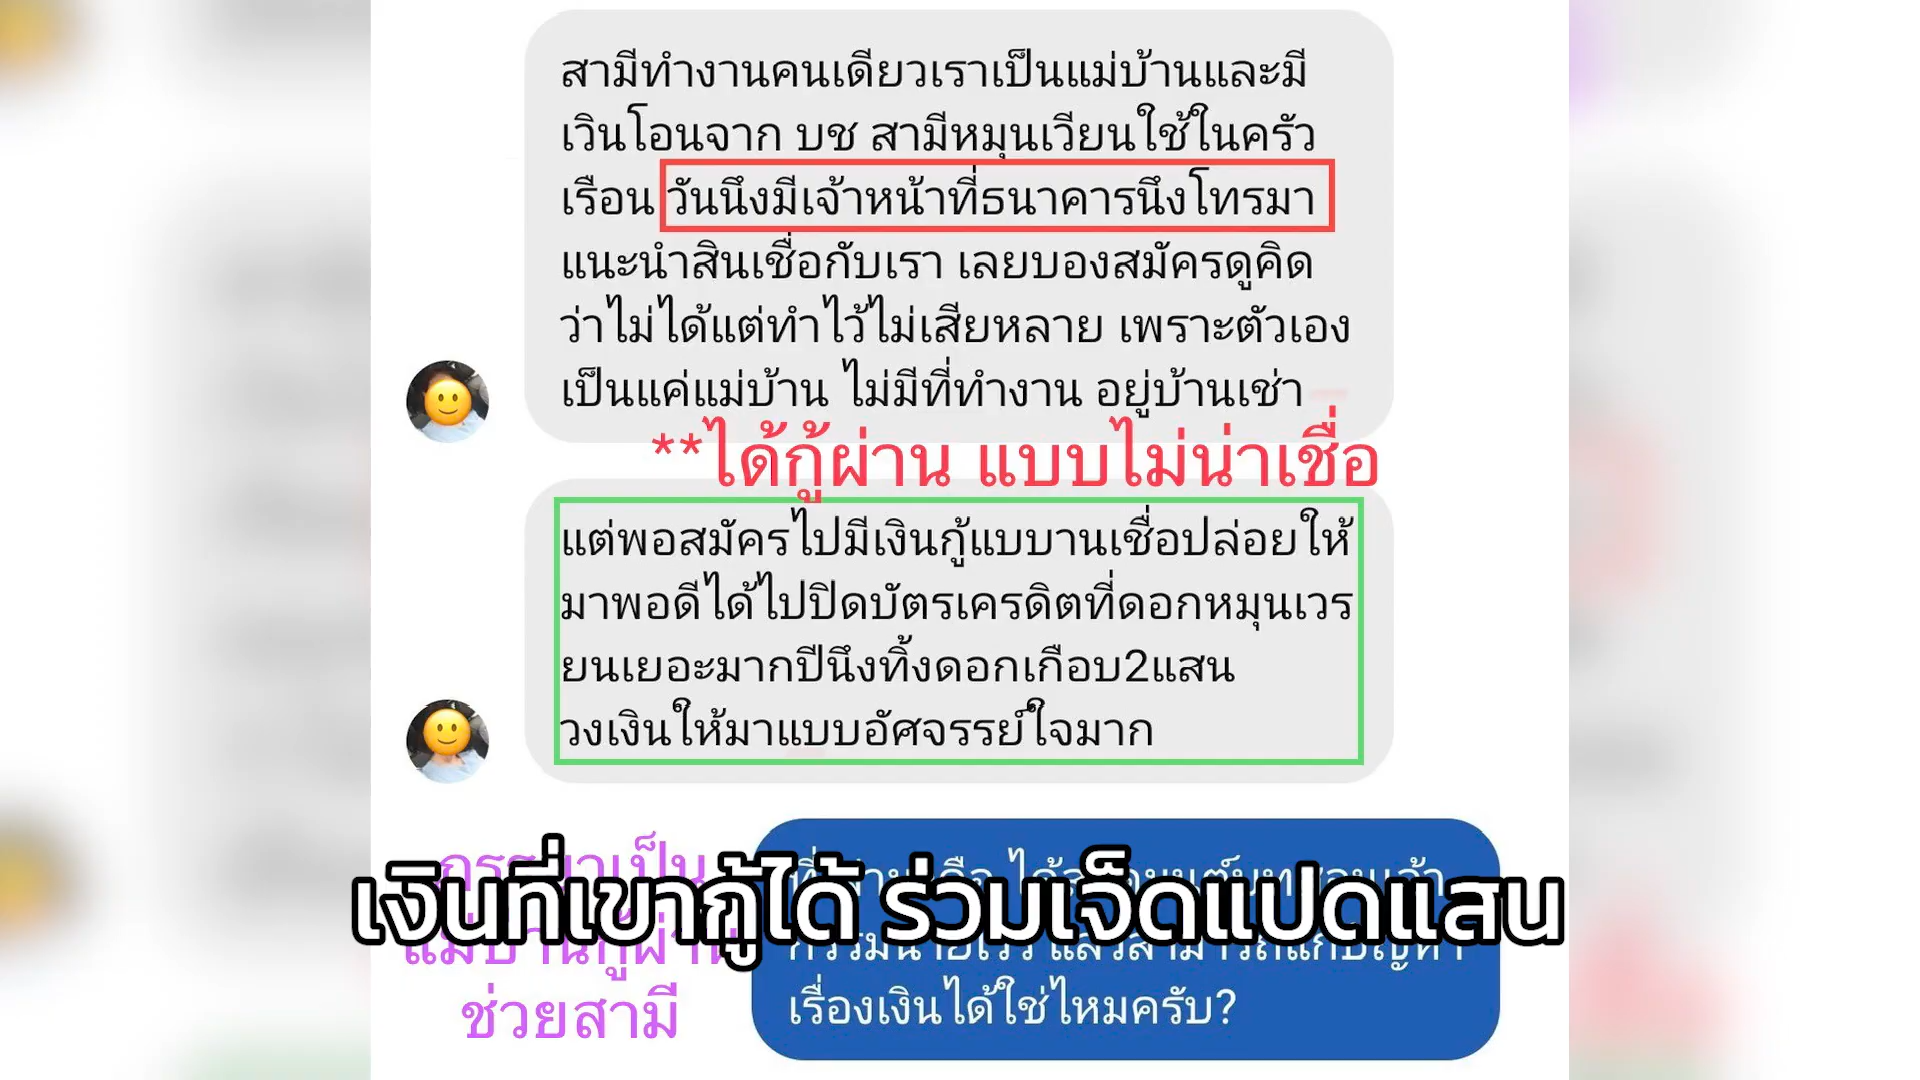 สามีทำงานคนเดียวเราเป็นแม่บ้านและมี
เวินโอนจาก บช สามีหมุนเวียนใช้ในครัว
เรือน วันนึงมีเจ้าหน้าที่ธนาคารนึงโทรมา
แนะนำสินเชื่อกับเรา เลยบองสมัครดูคิด
ว่าไม่ได้แต่ทำไว้ไม่เสียหลาย เพราะตัวเอง
เป็นแค่แม่บ้าน ไม่มีที่ทำงาน อยู่บ้านเช่า
**ได้กู้ผ่าน แบบไม่น่าเชื่อ
แต่พอสมัครไปมีเงินกู้แบบานเชื่อปล่อยให้
มาพอดีได้ไปปิดบัตรเครดิตที่ดอกหมุนเวร
ยนเยอะมากปีนึงทิ้งดอกเกือบ2แสน
วงเงินให้มาแบบอัศจรรย์ใจมาก
เงินที่เขากู้ได้ ร่วมเจ็ดแปดแสน
ช่วยสามี
เรื่องเงินได้ใช่ไหมครับ?